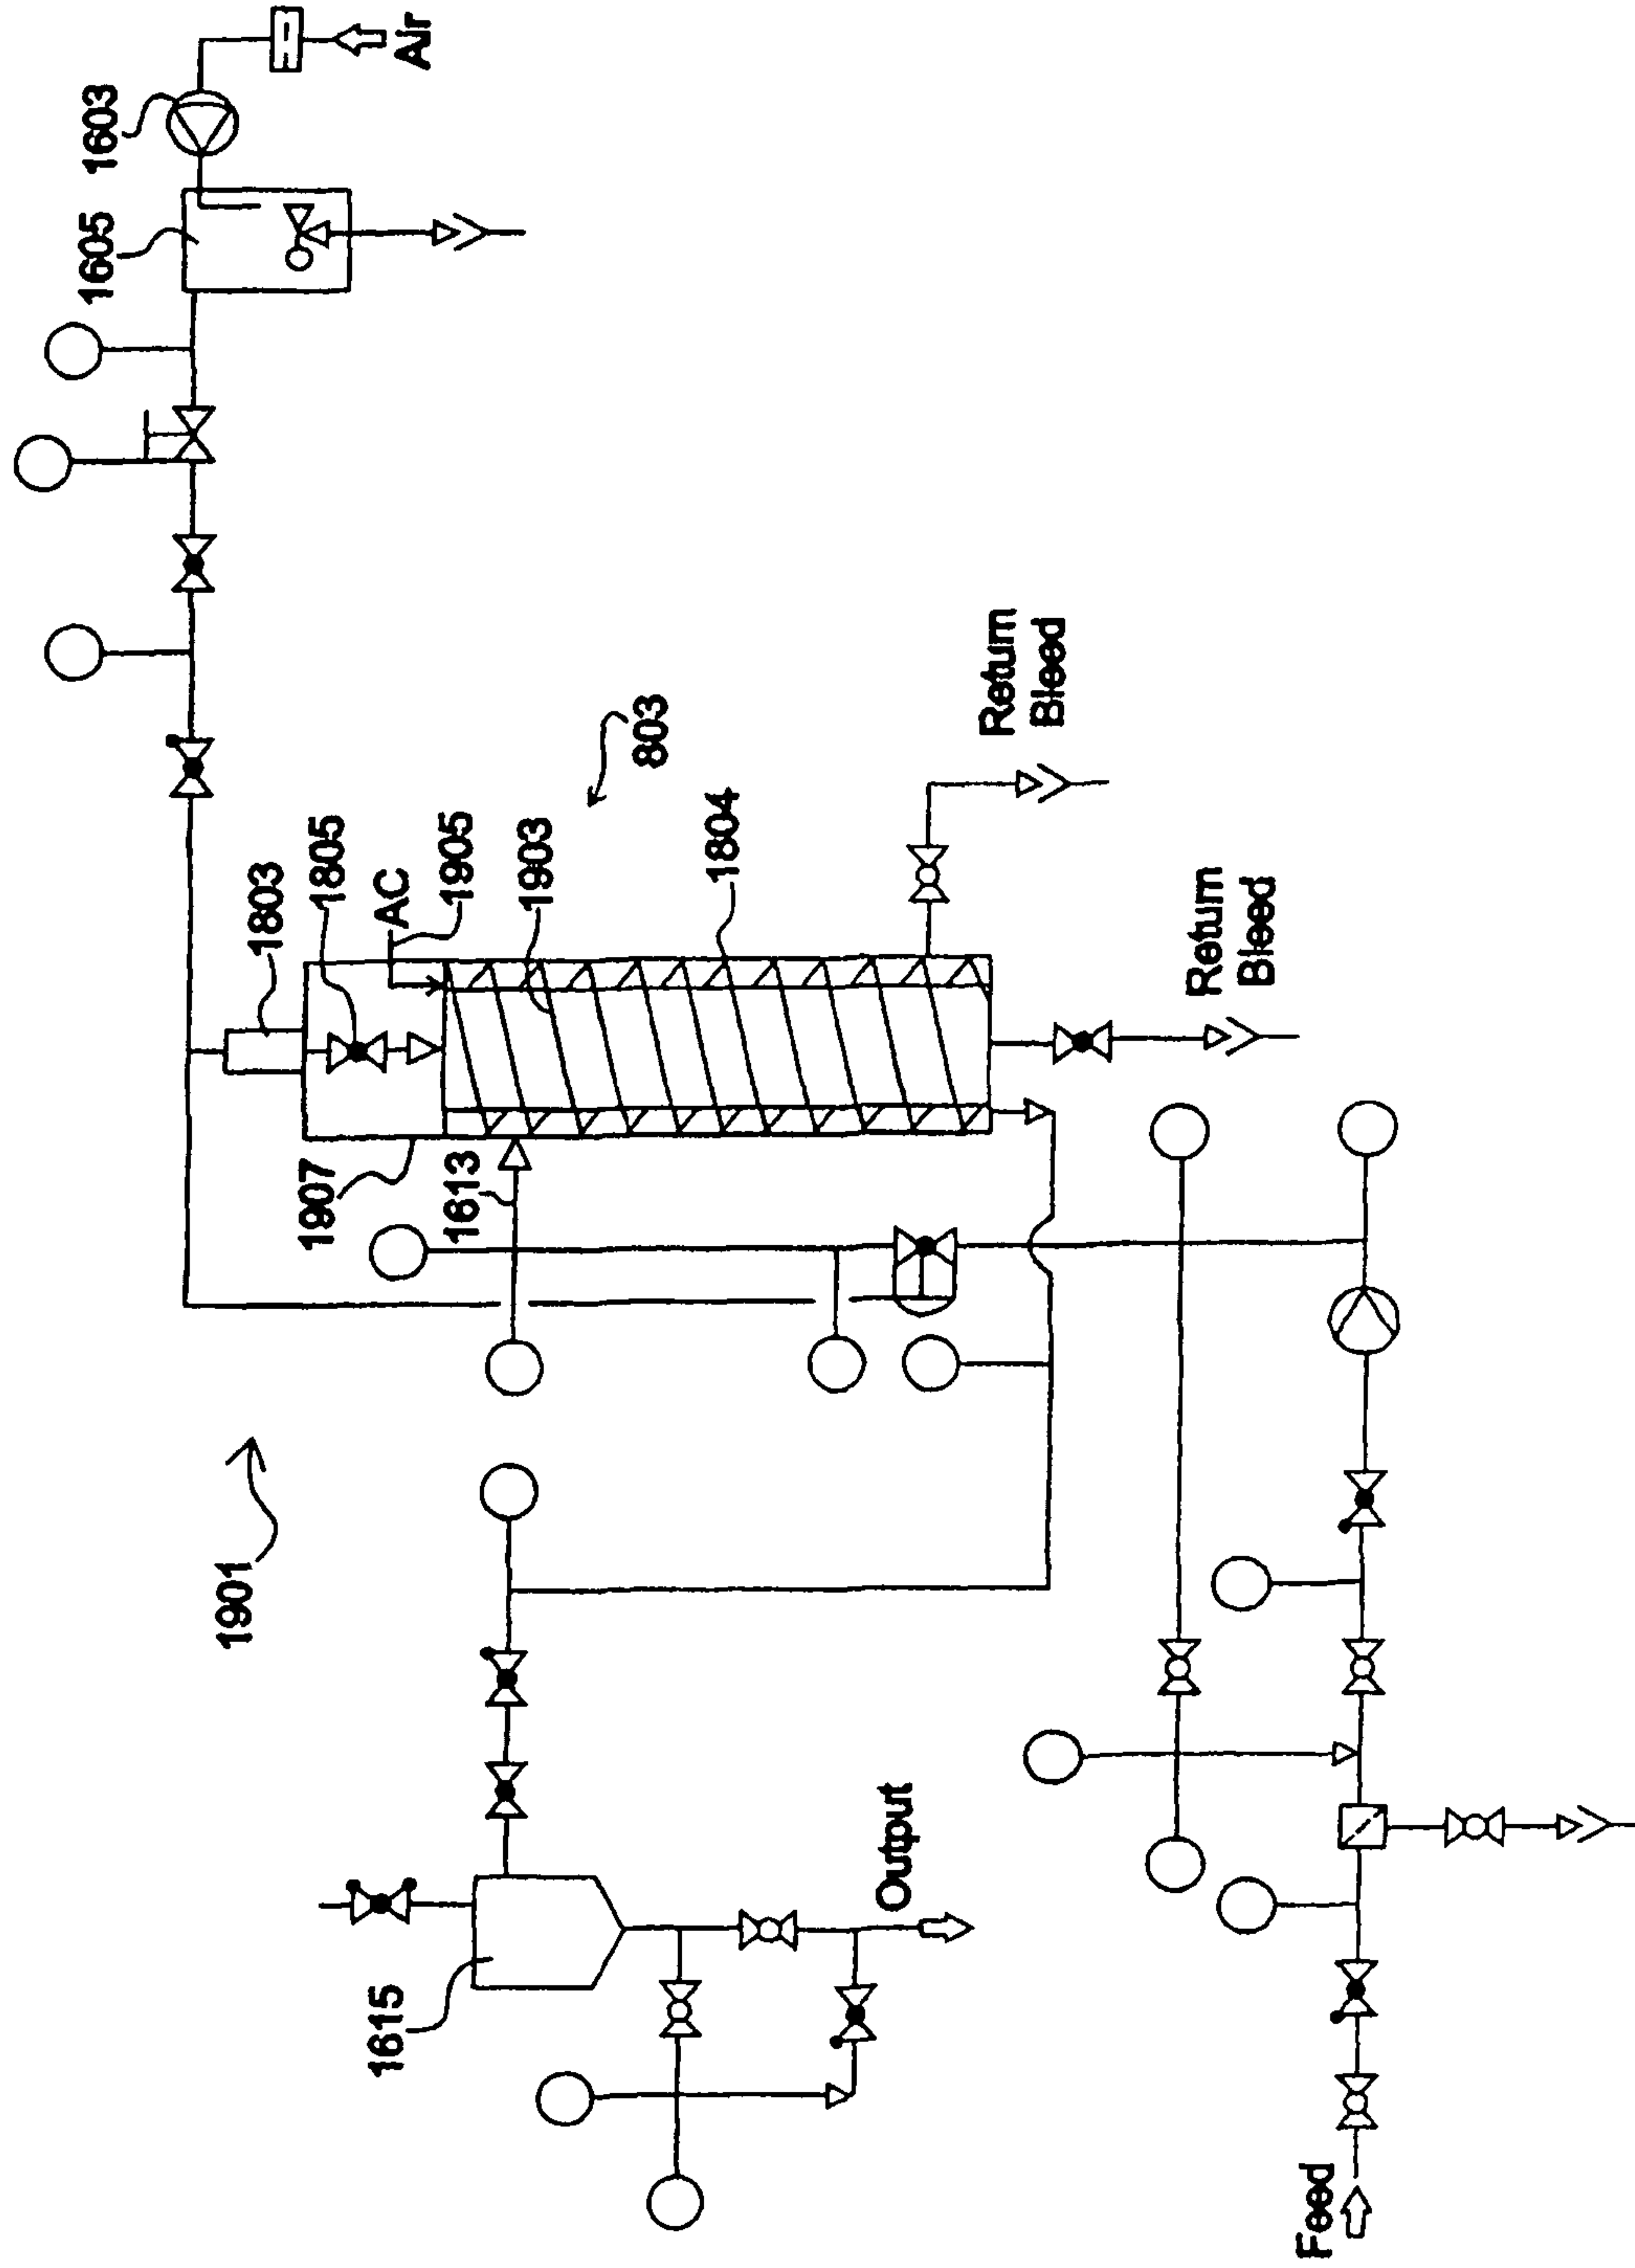 Air
1603
1605
1803
1805
AC
1905
1903
803
1804
Return
Bleed
Return
Bleed
1907
1613
1901
1615
Output
Feed